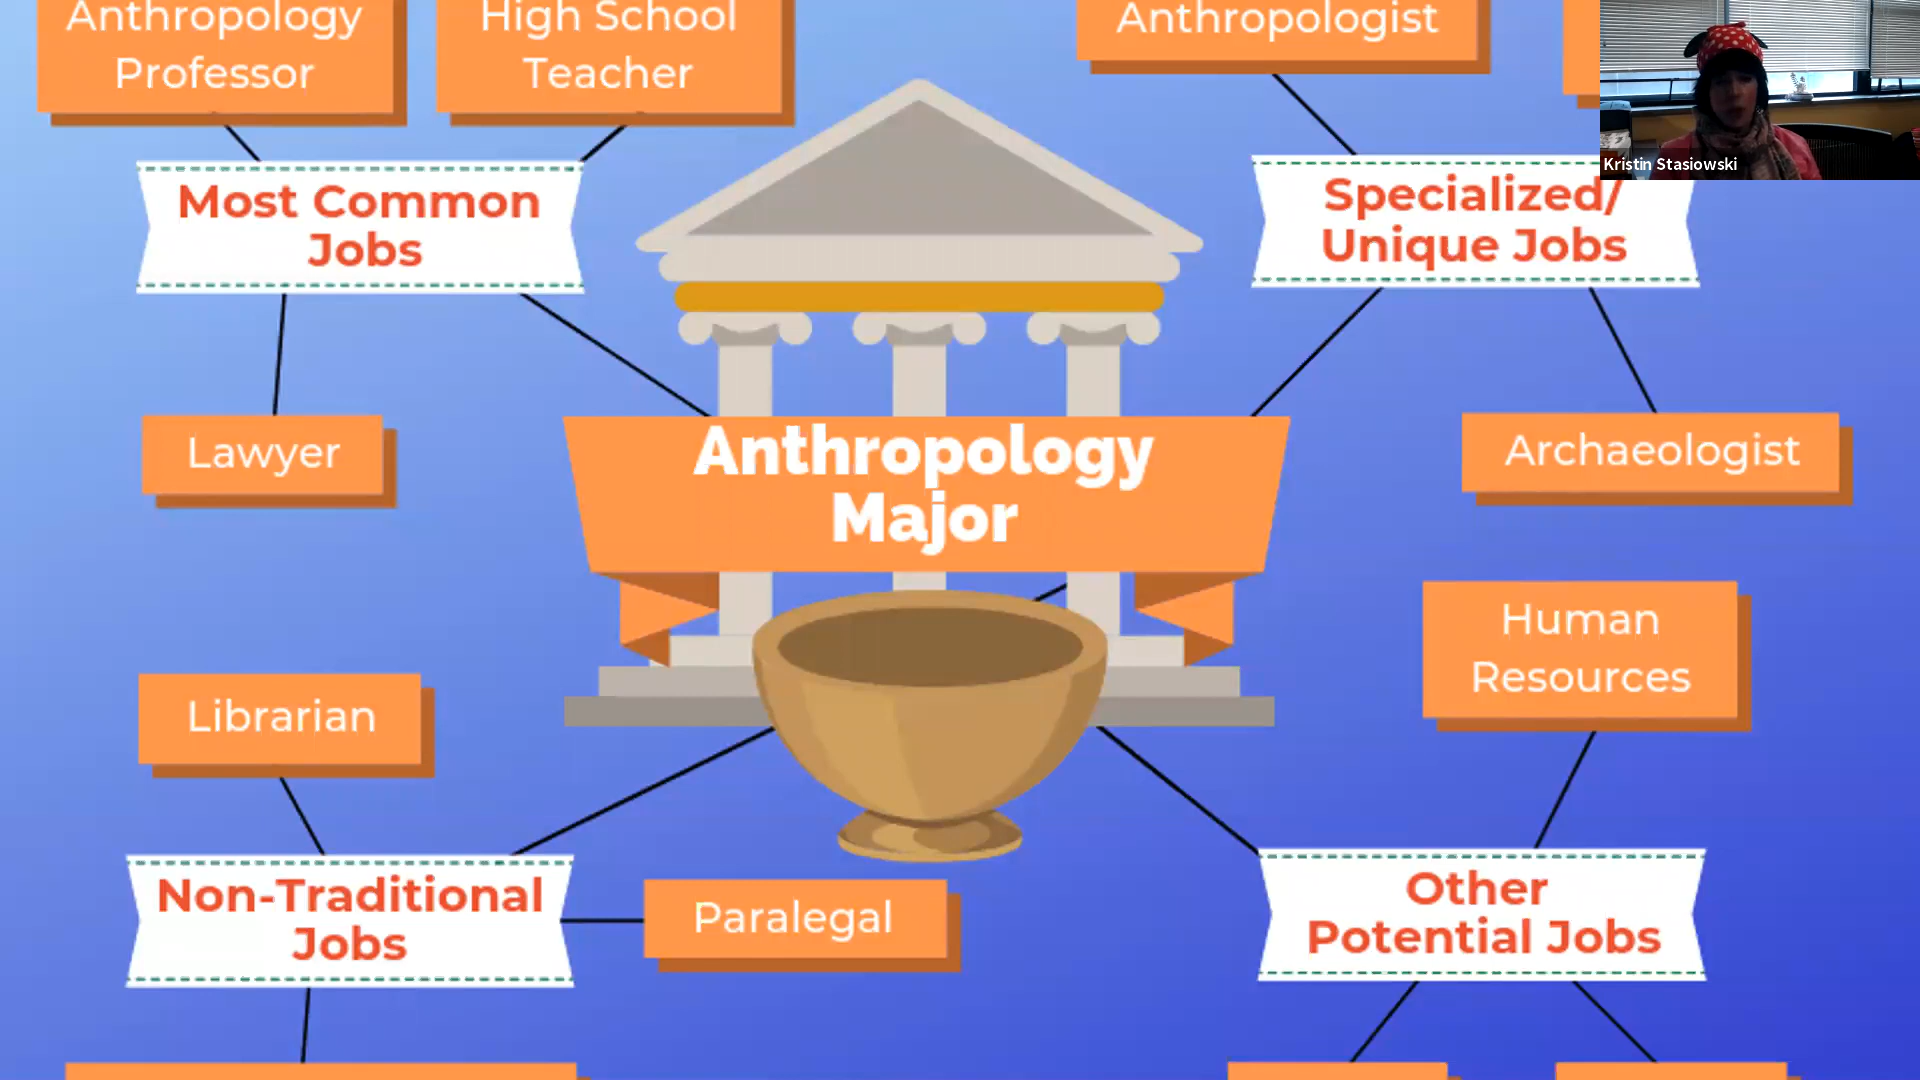 Anthropology
Professor
High School
Teacher
Anthropologist
Kristin Stasiowski
Most Common
Jobs
Specialized/
Unique Jobs
Lawyer
Anthropology
Major
Archaeologist
Human
Resources
Librarian
Non-Traditional
Jobs
Paralegal
Other
Potential Jobs